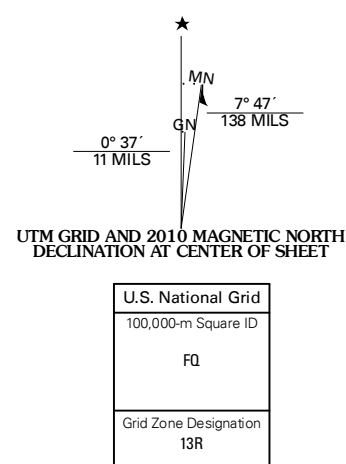 ★
MN
GN
7° 47´
138 MILS
0° 37´
11 MILS
UTM GRID AND 2010 MAGNETIC NORTH
DECLINATION AT CENTER OF SHEET
U.S. National Grid
100,000-m Square ID
FQ
Grid Zone Designation
13R